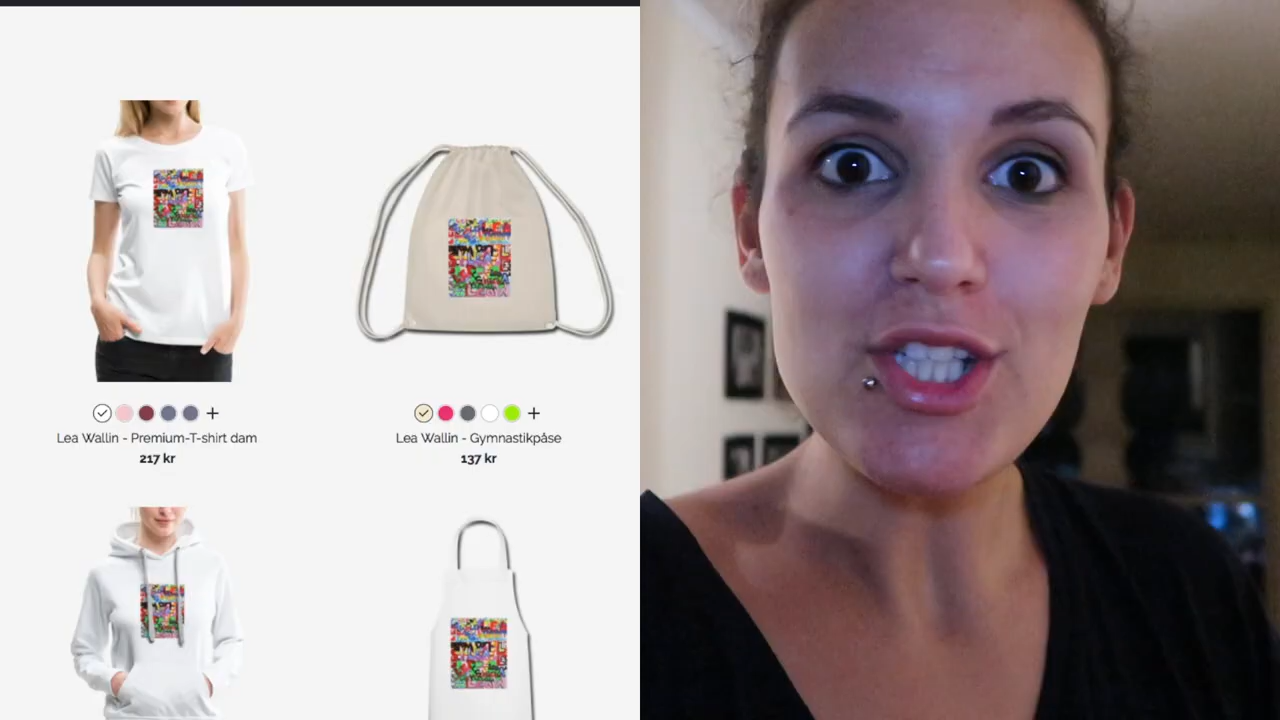 Lea Wallin - Premium-T-shirt dam
217 kr
Lea Wallin - Gymnastikpåse
137 kr